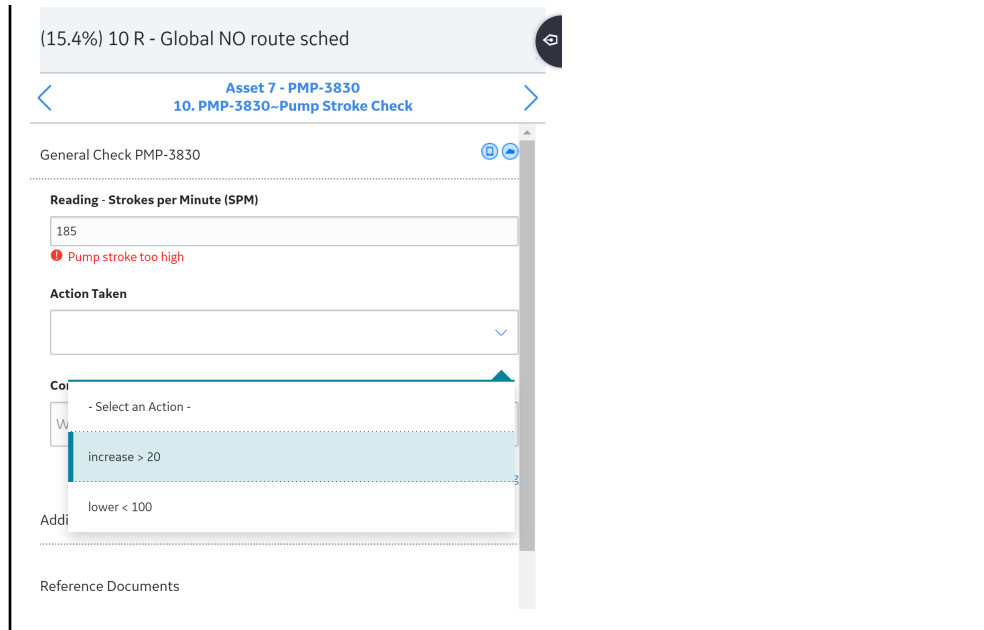 (15.4%) 10 R - Global NO route sched
Asset 7 - PMP-3830
10. PMP-3830~Pump Stroke Check
General Check PMP-3830
Reading - Strokes per Minute (SPM)
185
Pump stroke too high
Action Taken
- Select an Action -
increase > 20
lower < 100
Reference Documents